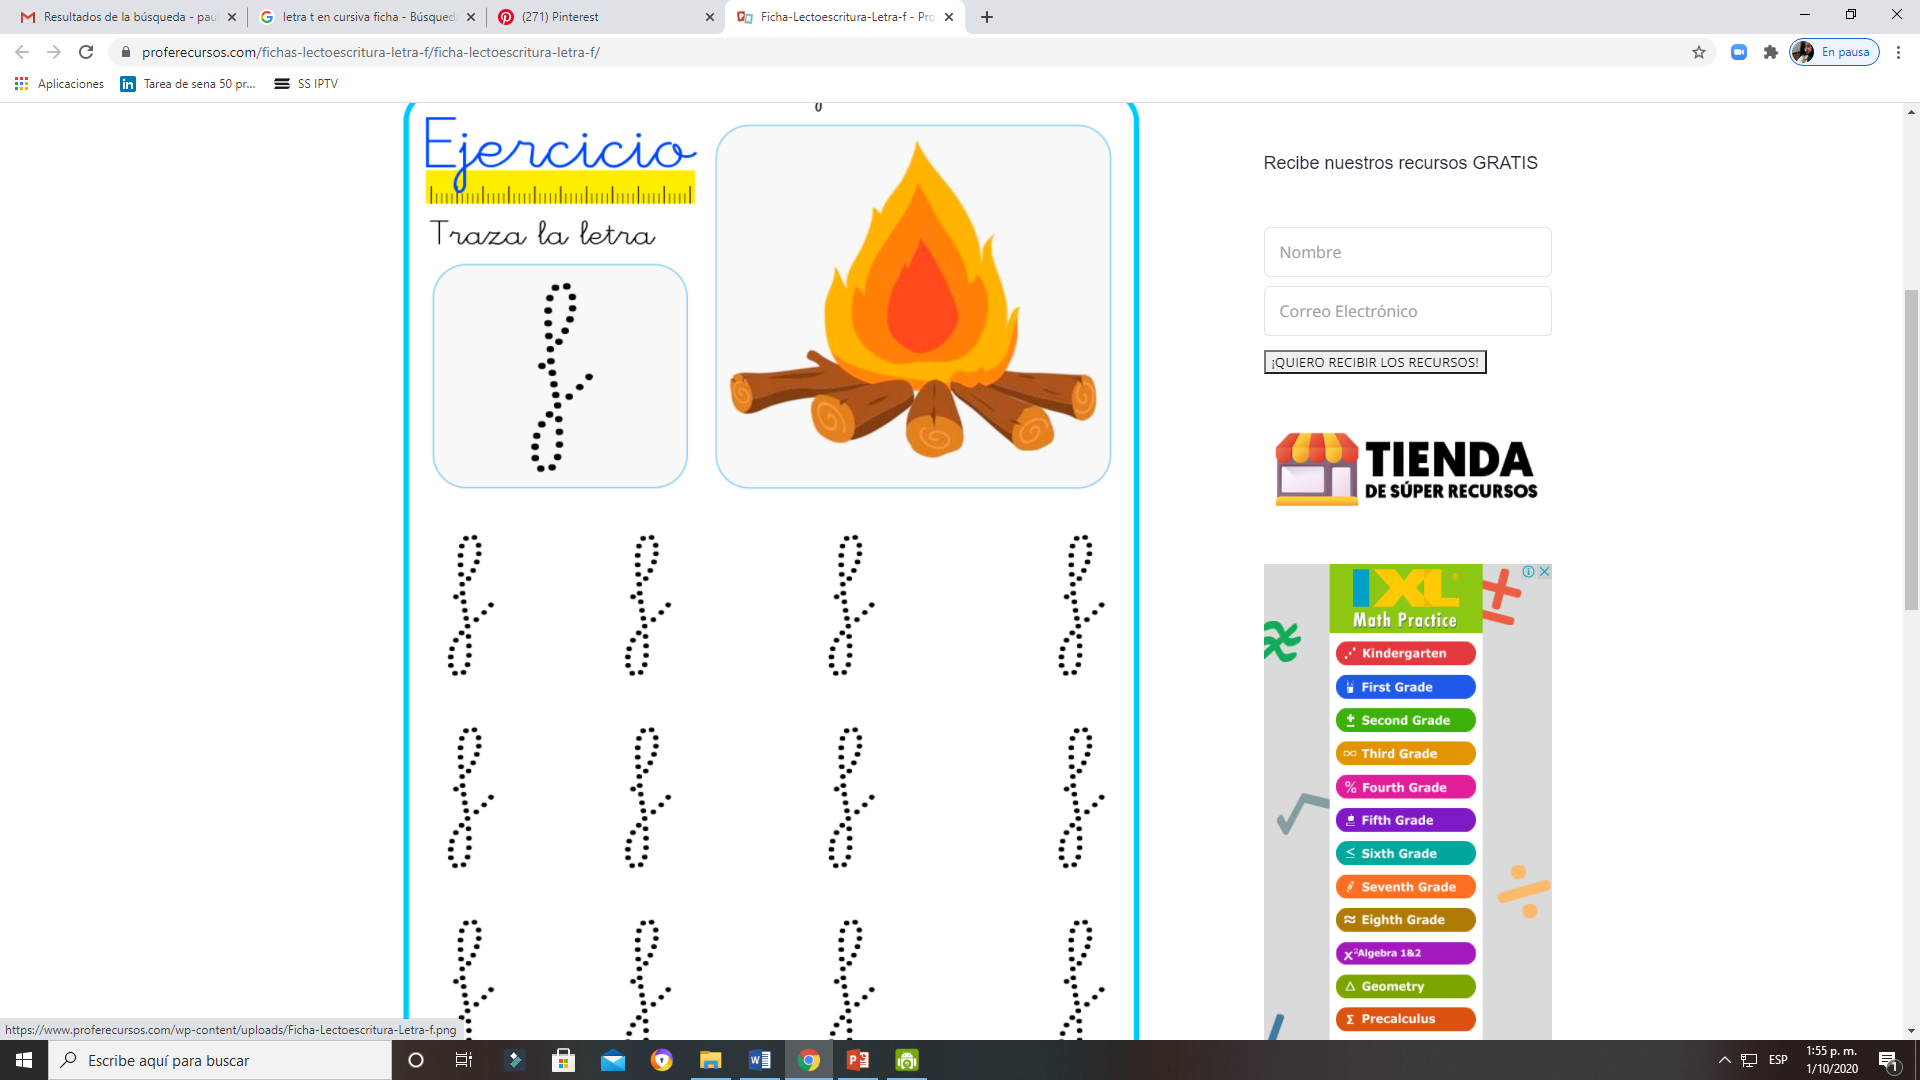 Resultados de la búsqueda - pau
letra t en cursiva ficha - Búsqued
(271) Pinterest
Ficha-Lectoescritura-Letra-f - Pro
proferecursos.com/fichas-lectoescritura-letra-f/ficha-lectoescritura-letra-f/
En pausa
Aplicaciones
Tarea de sena 50 pr...
SS IPTV
Ejercicio
Traza la letra
f
f f f f
f f f f
f f f f
Recibe nuestros recursos GRATIS
Nombre
Correo Electrónico
¡QUIERO RECIBIR LOS RECURSOS!
TIENDA
DE SÚPER RECURSOS
IXL
Math Practice
Kindergarten
First Grade
Second Grade
Third Grade
Fourth Grade
Fifth Grade
Sixth Grade
Seventh Grade
Eighth Grade
Algebra 1&2
Geometry
Precalculus
https://www.proferecursos.com/wp-content/uploads/Ficha-Lectoescritura-Letra-f.png
Escribe aquí para buscar
ESP
1:55 p. m.
1/10/2020
1